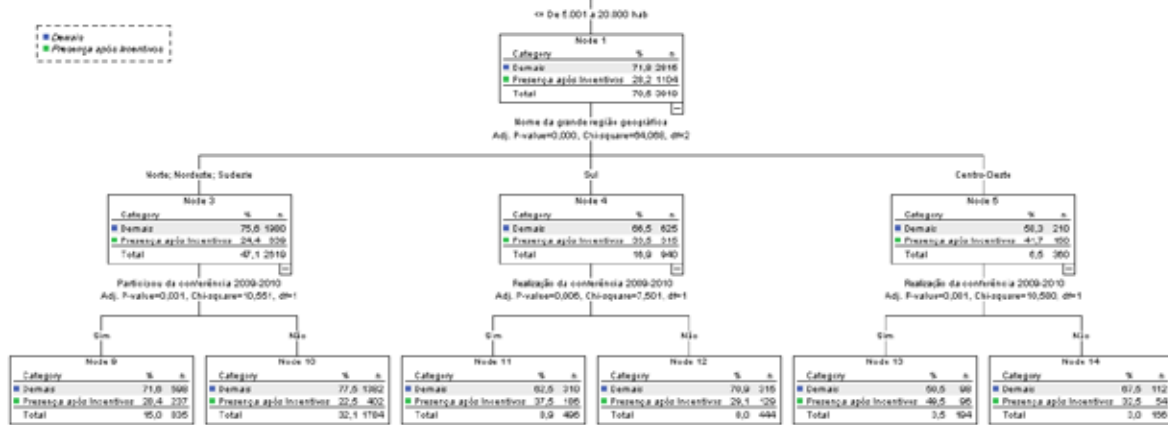 <= De 5.001 a 20.000 hab
Demais
Presença após Incentivos
Node 1
Category % n
Demais 71,8 2815
Presença após Incentivos 28,2 1104
Total 70,5 3919
Nome da grande região geográfica
Adj. P-value=0,000, Chi-square=64,068, df=2
Norte; Nordeste; Sudeste
Sul
Centro-Oeste
Node 3
Category % n
Demais 75,6 1980
Presença após Incentivos 24,4 639
Total 47,1 2619
Node 4
Category % n
Demais 66,5 625
Presença após Incentivos 33,5 315
Total 16,9 940
Node 5
Category % n
Demais 58,3 210
Presença após Incentivos 41,7 150
Total 6,5 360
Participou da conferência 2009-2010
Adj. P-value=0,001, Chi-square=10,551, df=1
Realização da conferência 2009-2010
Adj. P-value=0,006, Chi-square=7,501, df=1
Realização da conferência 2009-2010
Adj. P-value=0,001, Chi-square=10,580, df=1
Sim
Não
Sim
Não
Sim
Não
Node 9
Category % n
Demais 71,6 598
Presença após Incentivos 28,4 237
Total 15,0 835
Node 10
Category % n
Demais 77,5 1382
Presença após Incentivos 22,5 402
Total 32,1 1784
Node 11
Category % n
Demais 62,5 310
Presença após Incentivos 37,5 186
Total 8,9 496
Node 12
Category % n
Demais 70,9 315
Presença após Incentivos 29,1 129
Total 8,0 444
Node 13
Category % n
Demais 50,5 98
Presença após Incentivos 49,5 96
Total 3,5 194
Node 14
Category % n
Demais 67,5 112
Presença após Incentivos 32,5 54
Total 3,0 166